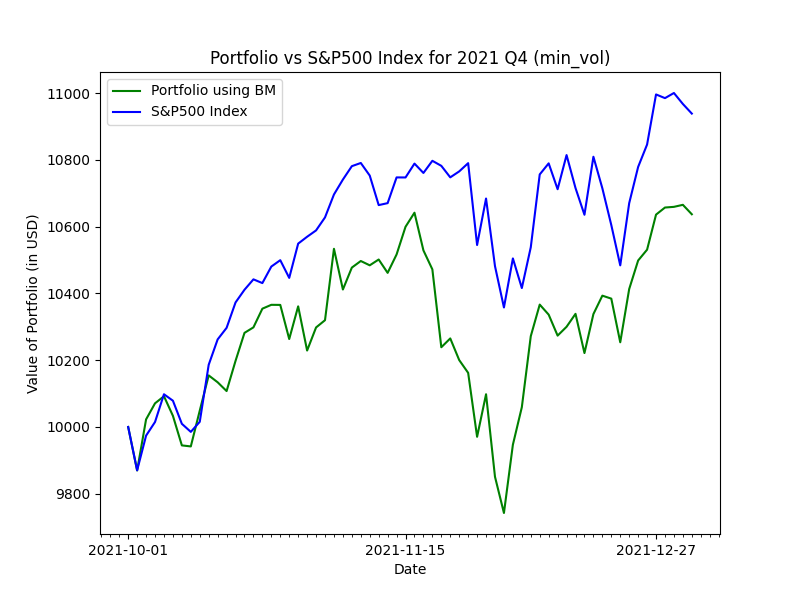 Portfolio vs S&P500 Index for 2021 Q4 (min_vol)
Portfolio using BM
S&P500 Index
11000
10800
10600
10400
10200
10000
9800
Value of Portfolio (in USD)
2021-10-01 2021-11-15 2021-12-27
Date